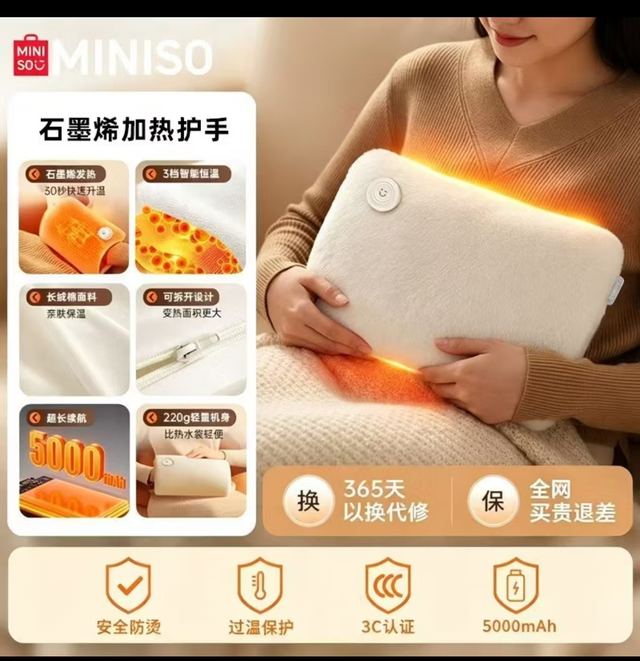 MINI
SO
MINISO
石墨烯加热护手
石墨烯发热
30秒快速升温
3档智能恒温
长绒棉面料
亲肤保温
可拆开设计
变热面积更大
超长续航
5000mAh
220g轻量机身
比热水袋轻便
换
365天
以换代修
保
全网
买贵退差
安全防烫
过温保护
CCC
3C认证
5000mAh